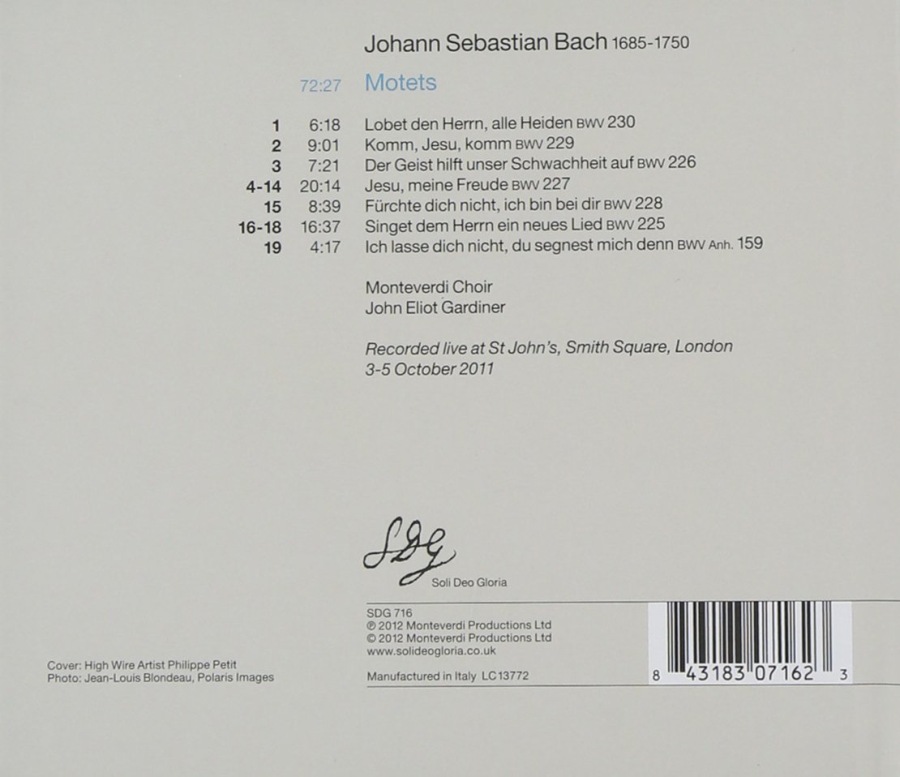 Johann Sebastian Bach 1685-1750
72:27 Motets
1 6:18 Lobet den Herrn, alle Heiden BWV 230
2 9:01 Komm, Jesu, komm BWV 229
3 7:21 Der Geist hilft unser Schwachheit auf BWV 226
4-14 20:14 Jesu, meine Freude BWV 227
15 8:39 Fürchte dich nicht, ich bin bei dir BWV 228
16-18 16:37 Singet dem Herrn ein neues Lied BWV 225
19 4:17 Ich lasse dich nicht, du segnest mich denn BWV Anh. 159
Monteverdi Choir
John Eliot Gardiner
Recorded live at St John's, Smith Square, London
3-5 October 2011
SDG
Soli Deo Gloria
SDG 716
℗ 2012 Monteverdi Productions Ltd
© 2012 Monteverdi Productions Ltd
www.solideogloria.co.uk
Manufactured in Italy LC13772
Cover: High Wire Artist Philippe Petit
Photo: Jean-Louis Blondeau, Polaris Images
8 43183 07162 3